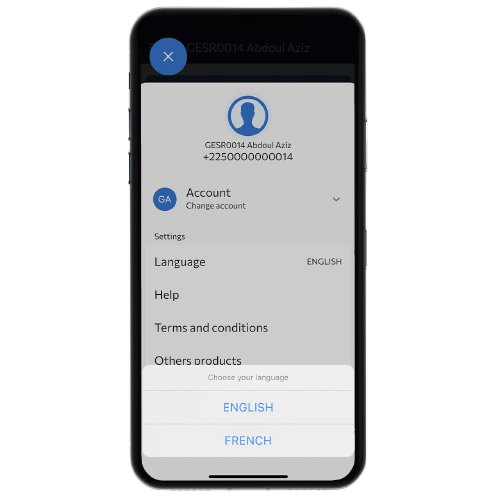 GESR0014 Abdoul Aziz
GESR0014 Abdoul Aziz
+2250000000014
GA
Account
Change account
Settings
Language
ENGLISH
Help
Terms and conditions
Others products
Choose your language
ENGLISH
FRENCH